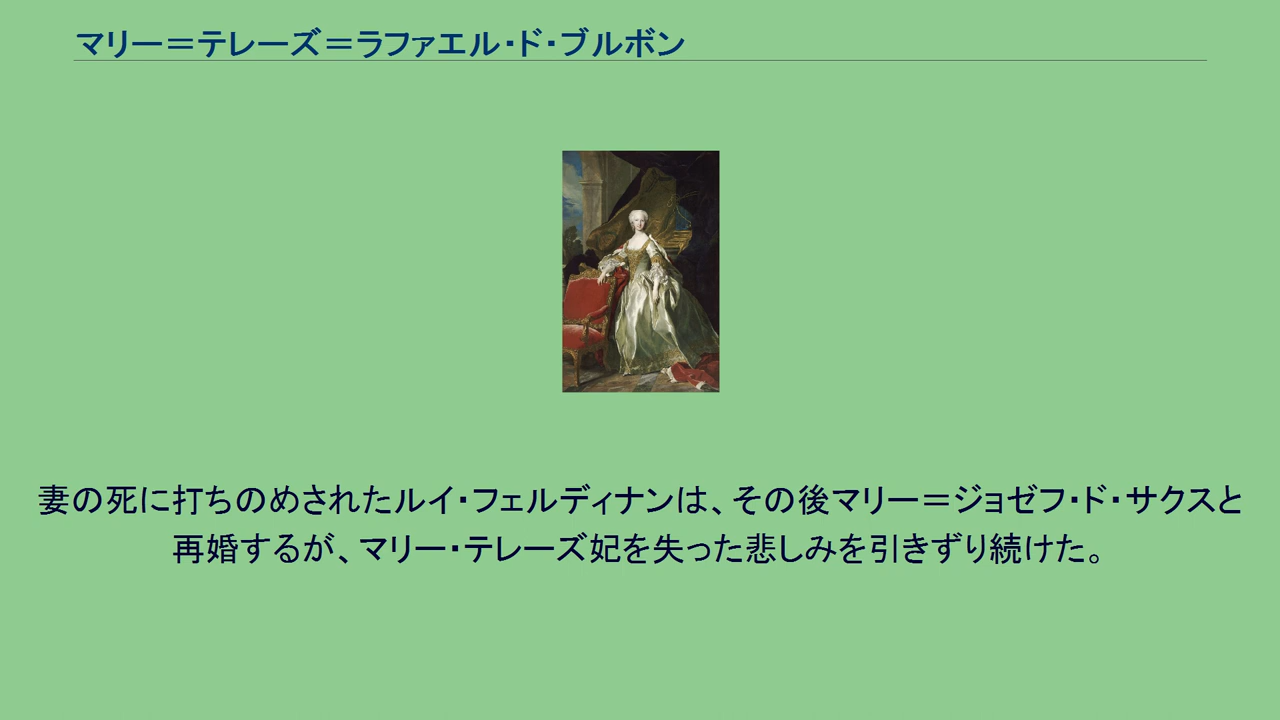 マリー＝テレーズ＝ラファエル・ド・ブルボン
妻の死に打ちのめされたルイ・フェルディナンは、その後マリー＝ジョゼフ・ド・サクスと
再婚するが、マリー・テレーズ妃を失った悲しみを引きずり続けた。